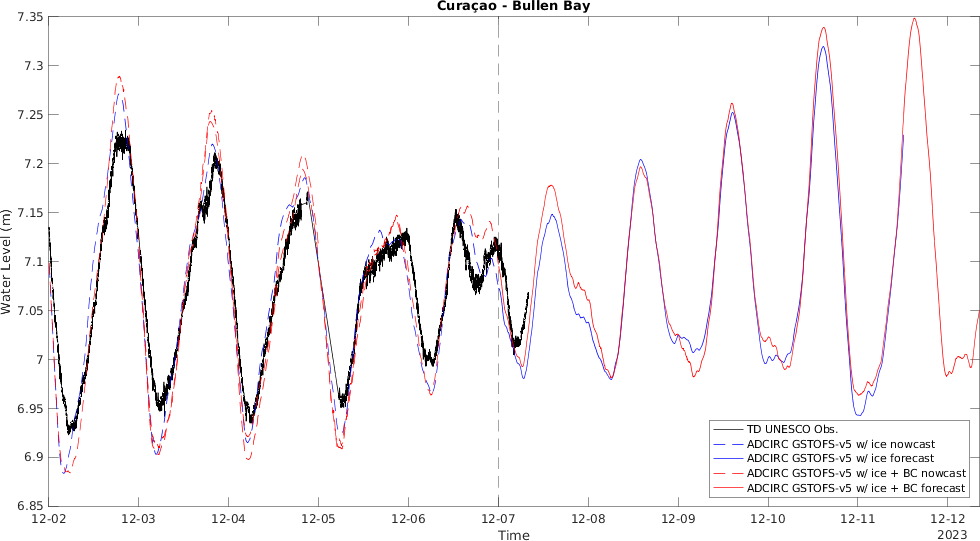 Curaçao - Bullen Bay
Water Level (m)
7.35
7.3
7.25
7.2
7.15
7.1
7.05
7
6.95
6.9
6.85
TD UNESCO Obs.
ADCIRC GSTOFS-v5 w/ ice nowcast
ADCIRC GSTOFS-v5 w/ ice forecast
ADCIRC GSTOFS-v5 w/ ice + BC nowcast
ADCIRC GSTOFS-v5 w/ ice + BC forecast
12-02 12-03 12-04 12-05 12-06 12-07 12-08 12-09 12-10 12-11 12-12
Time 2023